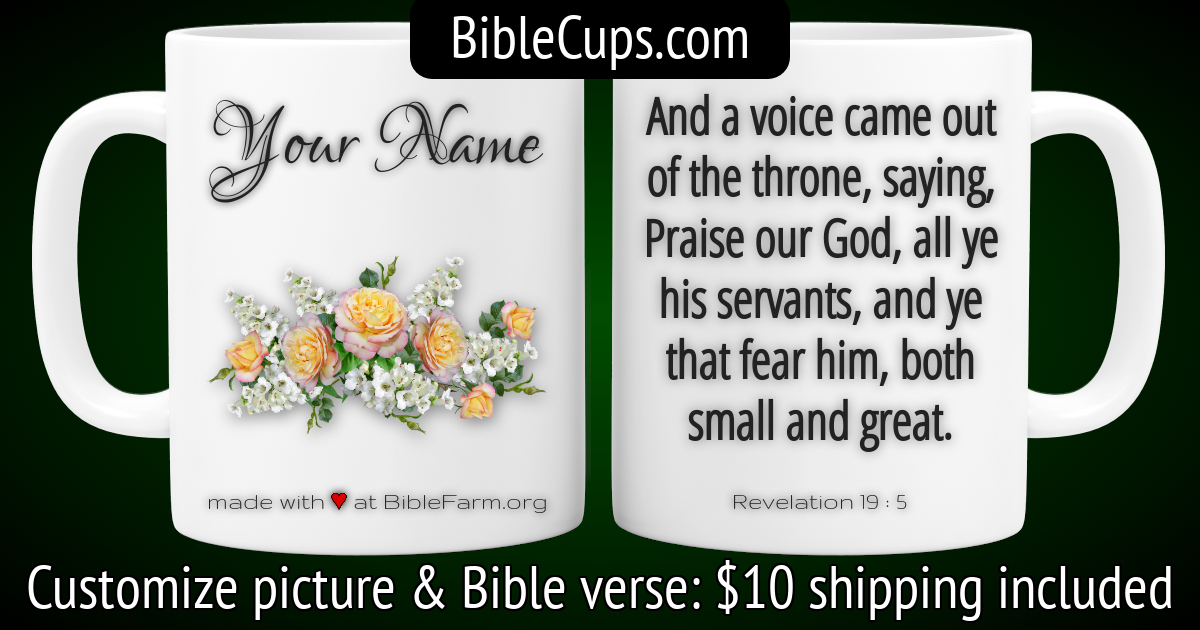 BibleCups.com
Your Name
made with ♥ at BibleFarm.org
And a voice came out
of the throne, saying,
Praise our God, all ye
his servants, and ye
that fear him, both
small and great.
Revelation 19 : 5
Customize picture & Bible verse: $10 shipping included